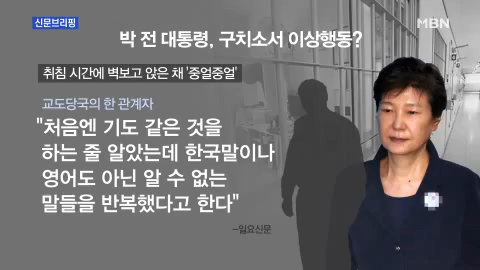 신문브리핑
MBN
박 전 대통령, 구치소서 이상행동?
취침 시간에 벽보고 앉은 채 '중얼중얼'
교도당국의 한 관계자
"처음엔 기도 같은 것을
하는 줄 알았는데 한국말이나
영어도 아닌 알 수 없는
말들을 반복했다고 한다"
-일요신문